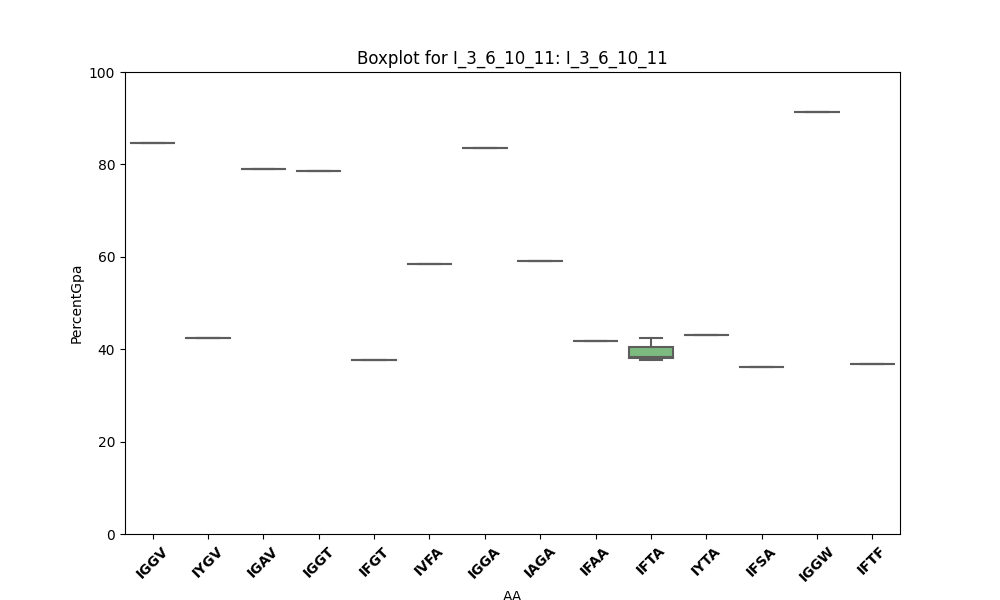 Boxplot for I_3_6_10_11: I_3_6_10_11
100
80
60
40
20
0
PercentGpa
IGGV
IYGV
IGAV
IGGT
IFGT
IVFA
IGGA
IAGA
IFAA
IFTA
IYTA
IFSA
IGGW
IFTF
AA